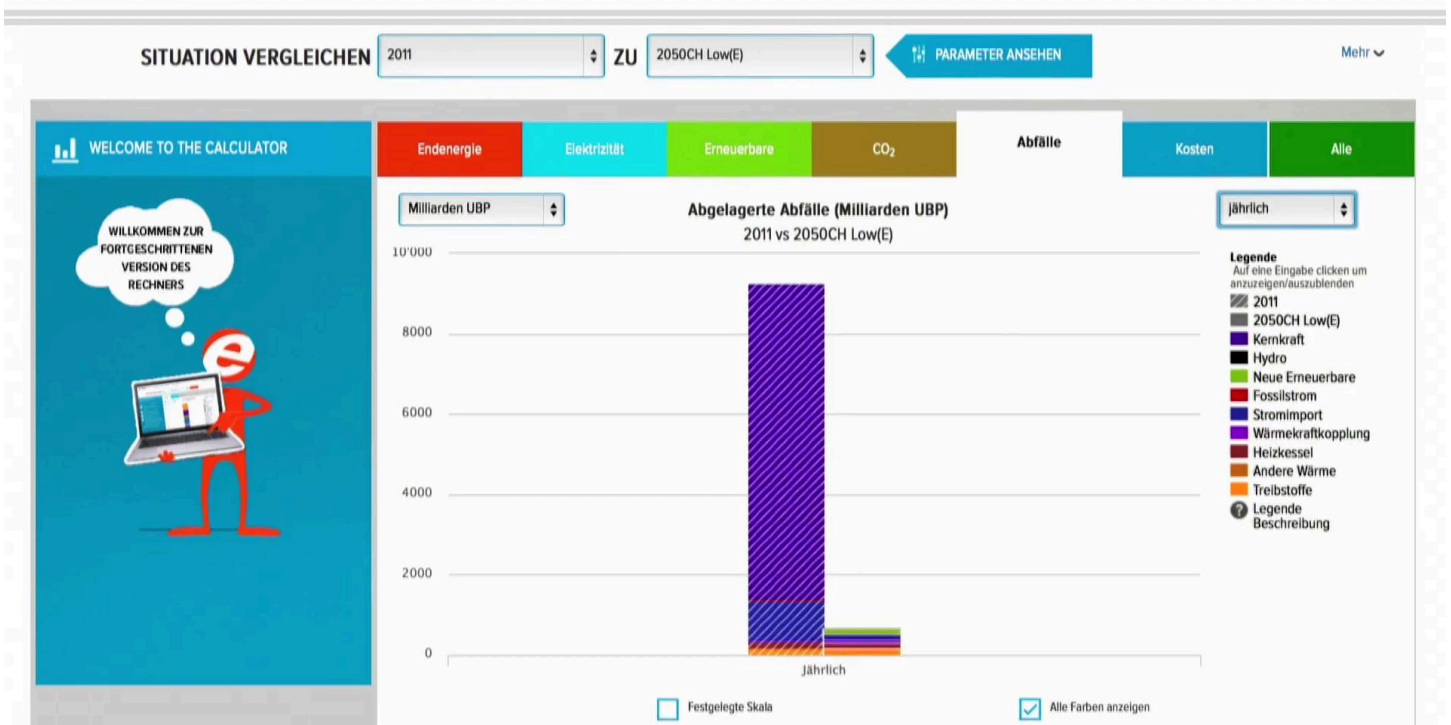 SITUATION VERGLEICHEN 2011 ZU 2050CH Low(E) PARAMETER ANSEHEN Mehr
WELCOME TO THE CALCULATOR
WILLKOMMEN ZUR
FORTGESCHRITTENEN
VERSION DES
RECHNERS
Endenergie Elektrizität Erneuerbare CO₂ Abfälle Kosten Alle
Milliarden UBP
Abgelagerte Abfälle (Milliarden UBP)
2011 vs 2050CH Low(E)
jährlich
10'000
8000
6000
4000
2000
0
Jährlich
Legende
Auf eine Eingabe clicken um
anzuzeigen/auszublenden
2011
2050CH Low(E)
Kernkraft
Hydro
Neue Erneuerbare
Fossilstrom
Stromimport
Wärmekraftkopplung
Heizkessel
Andere Wärme
Treibstoffe
? Legende
Beschreibung
Festgelegte Skala
Alle Farben anzeigen